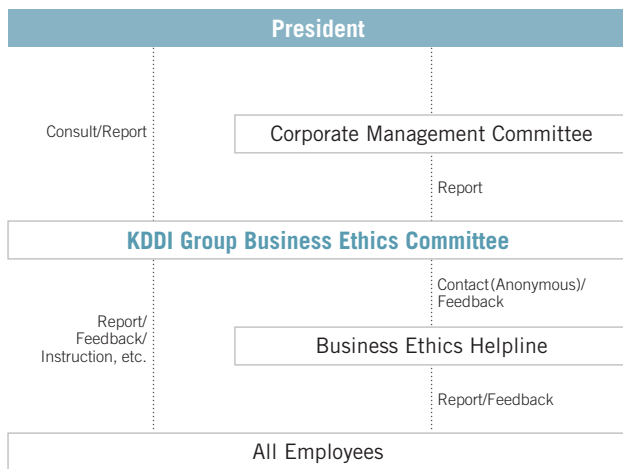 President
Consult/Report
Corporate Management Committee
Report
KDDI Group Business Ethics Committee
Contact(Anonymous)/
Feedback
Report/
Feedback/
Instruction, etc.
Business Ethics Helpline
Report/Feedback
All Employees